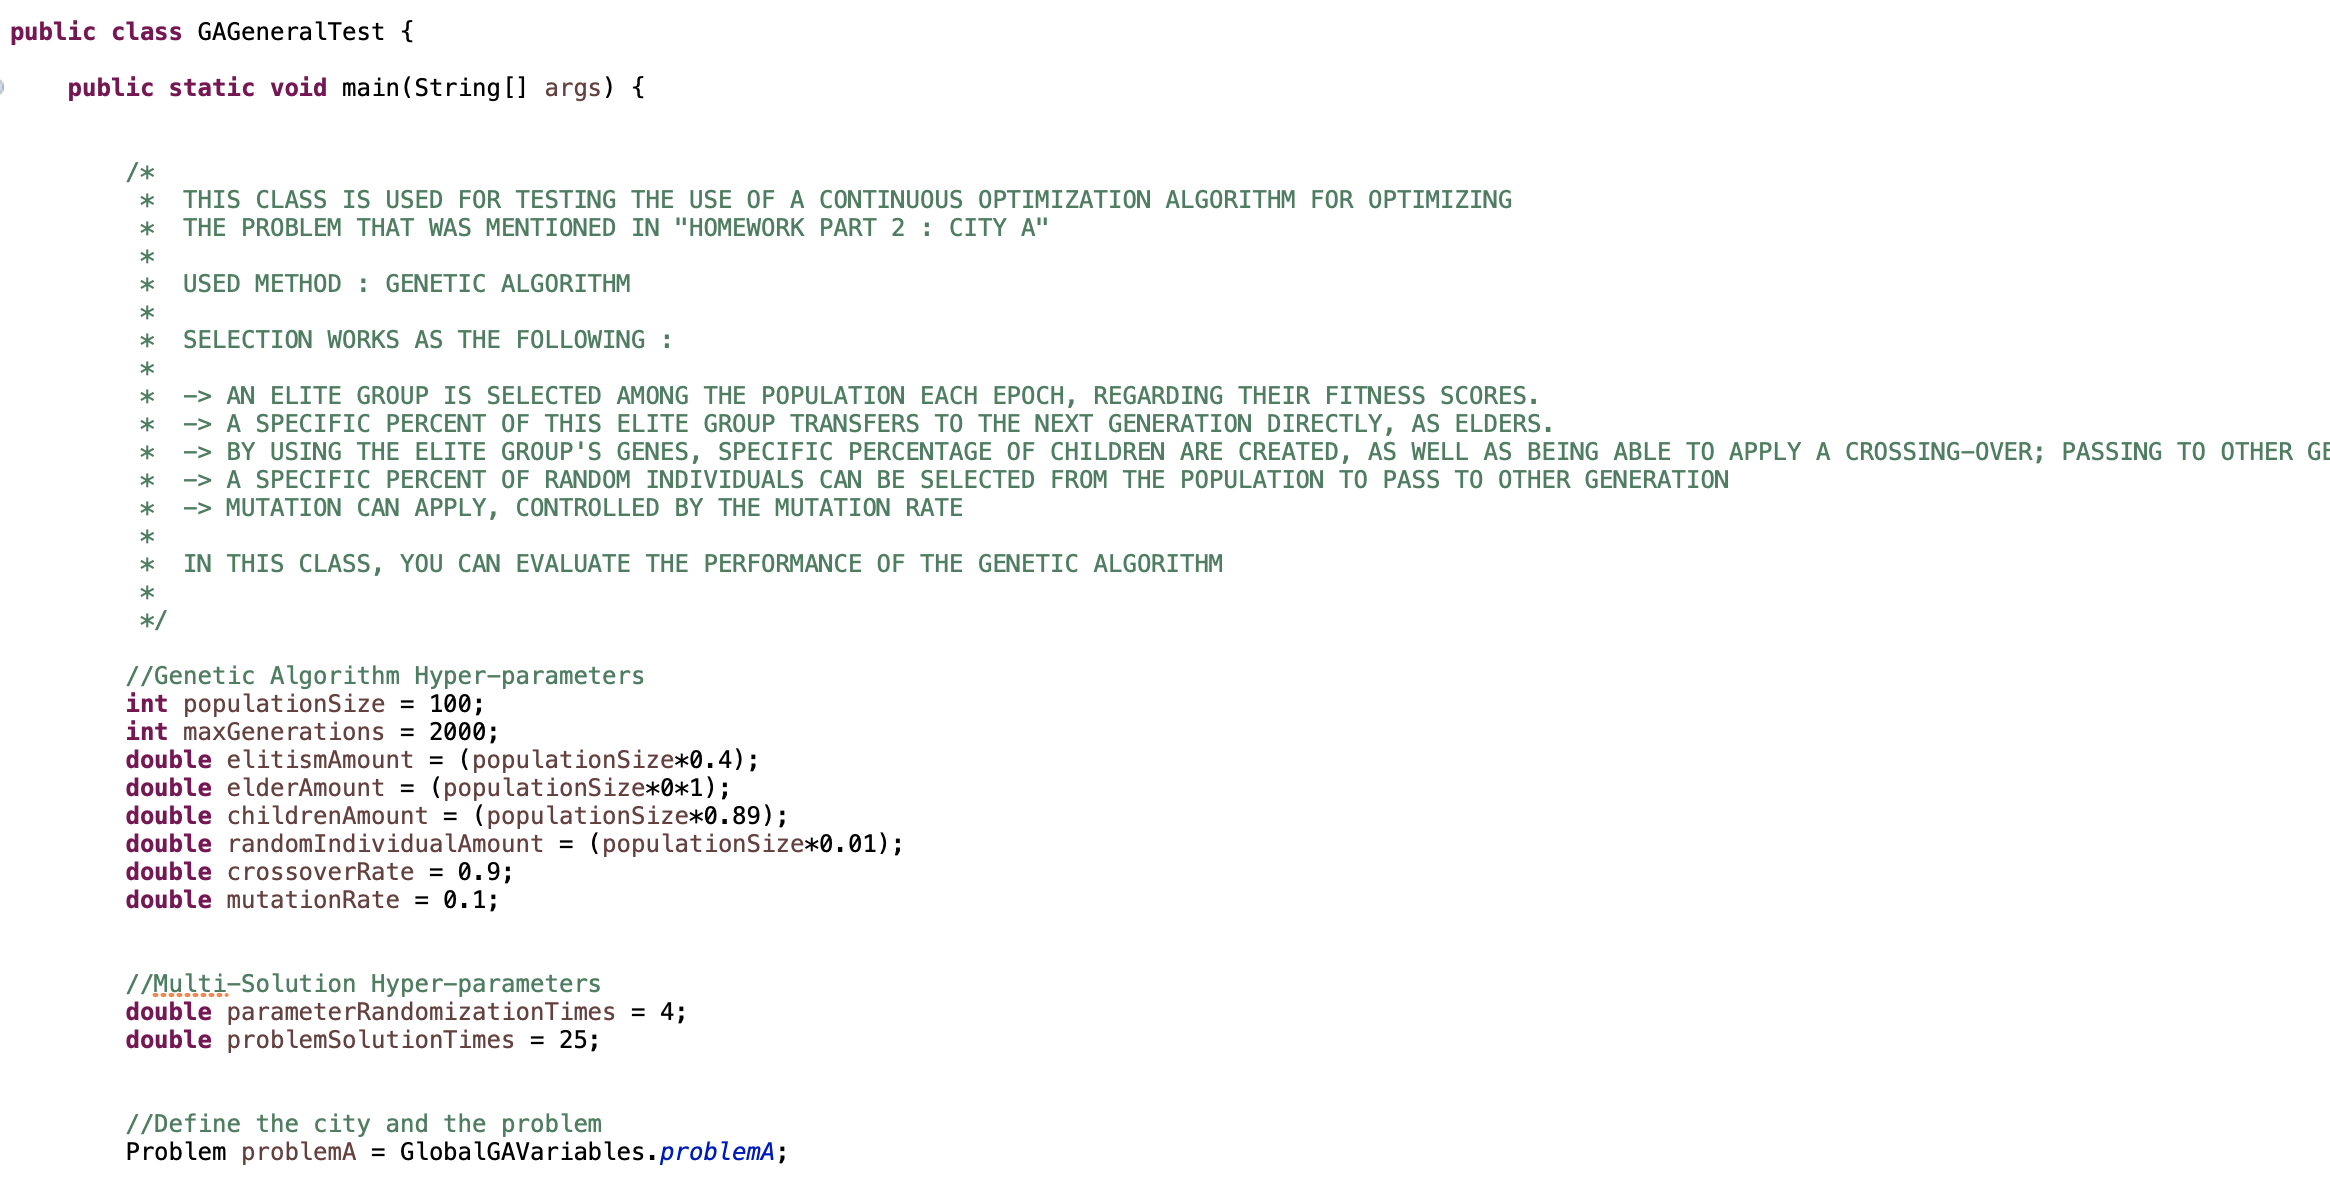 public class GAGeneralTest {
public static void main(String[] args) {
/*
*  THIS CLASS IS USED FOR TESTING THE USE OF A CONTINUOUS OPTIMIZATION ALGORITHM FOR OPTIMIZING
*  THE PROBLEM THAT WAS MENTIONED IN "HOMEWORK PART 2 : CITY A"
*
*  USED METHOD : GENETIC ALGORITHM
*
*  SELECTION WORKS AS THE FOLLOWING :
*
*  -> AN ELITE GROUP IS SELECTED AMONG THE POPULATION EACH EPOCH, REGARDING THEIR FITNESS SCORES.
*  -> A SPECIFIC PERCENT OF THIS ELITE GROUP TRANSFERS TO THE NEXT GENERATION DIRECTLY, AS ELDERS.
*  -> BY USING THE ELITE GROUP'S GENES, SPECIFIC PERCENTAGE OF CHILDREN ARE CREATED, AS WELL AS BEING ABLE TO APPLY A CROSSING-OVER; PASSING TO OTHER GE
*  -> A SPECIFIC PERCENT OF RANDOM INDIVIDUALS CAN BE SELECTED FROM THE POPULATION TO PASS TO OTHER GENERATION
*  -> MUTATION CAN APPLY, CONTROLLED BY THE MUTATION RATE
*
*  IN THIS CLASS, YOU CAN EVALUATE THE PERFORMANCE OF THE GENETIC ALGORITHM
*
*/
//Genetic Algorithm Hyper-parameters
int populationSize = 100;
int maxGenerations = 2000;
double elitismAmount = (populationSize*0.4);
double elderAmount = (populationSize*0*1);
double childrenAmount = (populationSize*0.89);
double randomIndividualAmount = (populationSize*0.01);
double crossoverRate = 0.9;
double mutationRate = 0.1;
//Multi-Solution Hyper-parameters
double parameterRandomizationTimes = 4;
double problemSolutionTimes = 25;
//Define the city and the problem
Problem problemA = GlobalGAVariables.problemA;